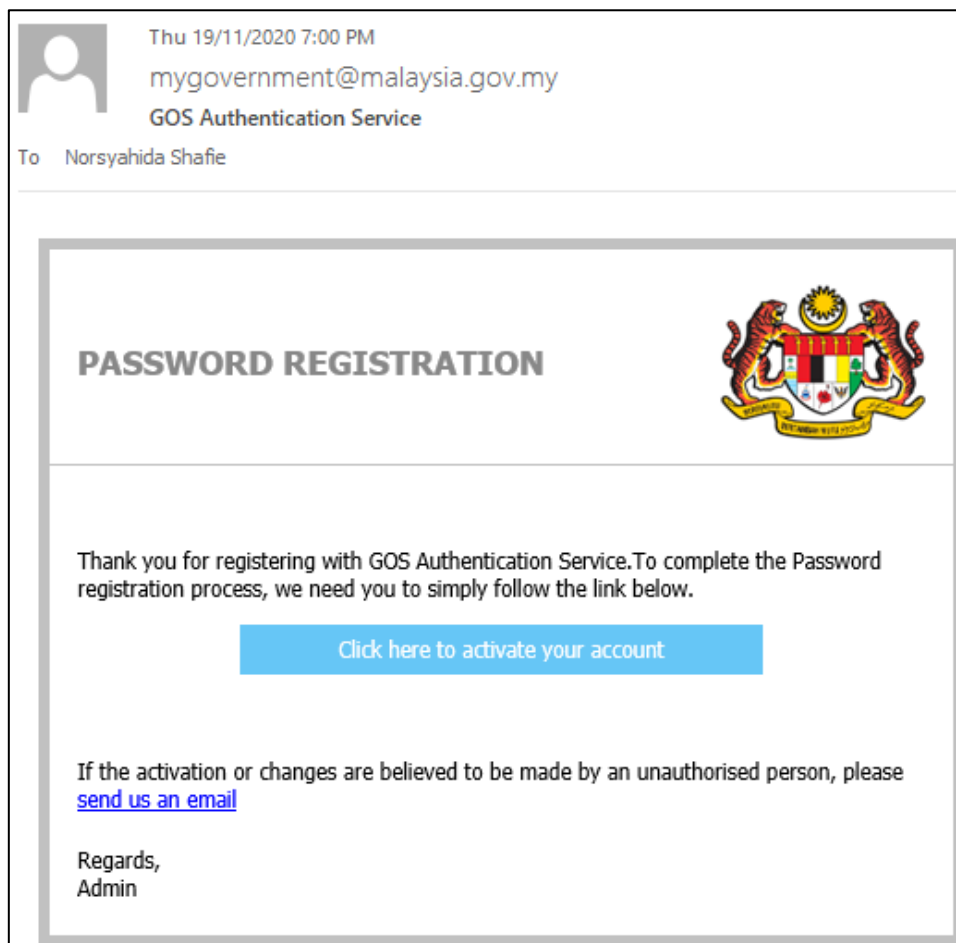 Thu 19/11/2020 7:00 PM
mygovernment@malaysia.gov.my
GOS Authentication Service
To Norsyahida Shafie
PASSWORD REGISTRATION
Thank you for registering with GOS Authentication Service.To complete the Password
registration process, we need you to simply follow the link below.
Click here to activate your account
If the activation or changes are believed to be made by an unauthorised person, please
send us an email
Regards,
Admin